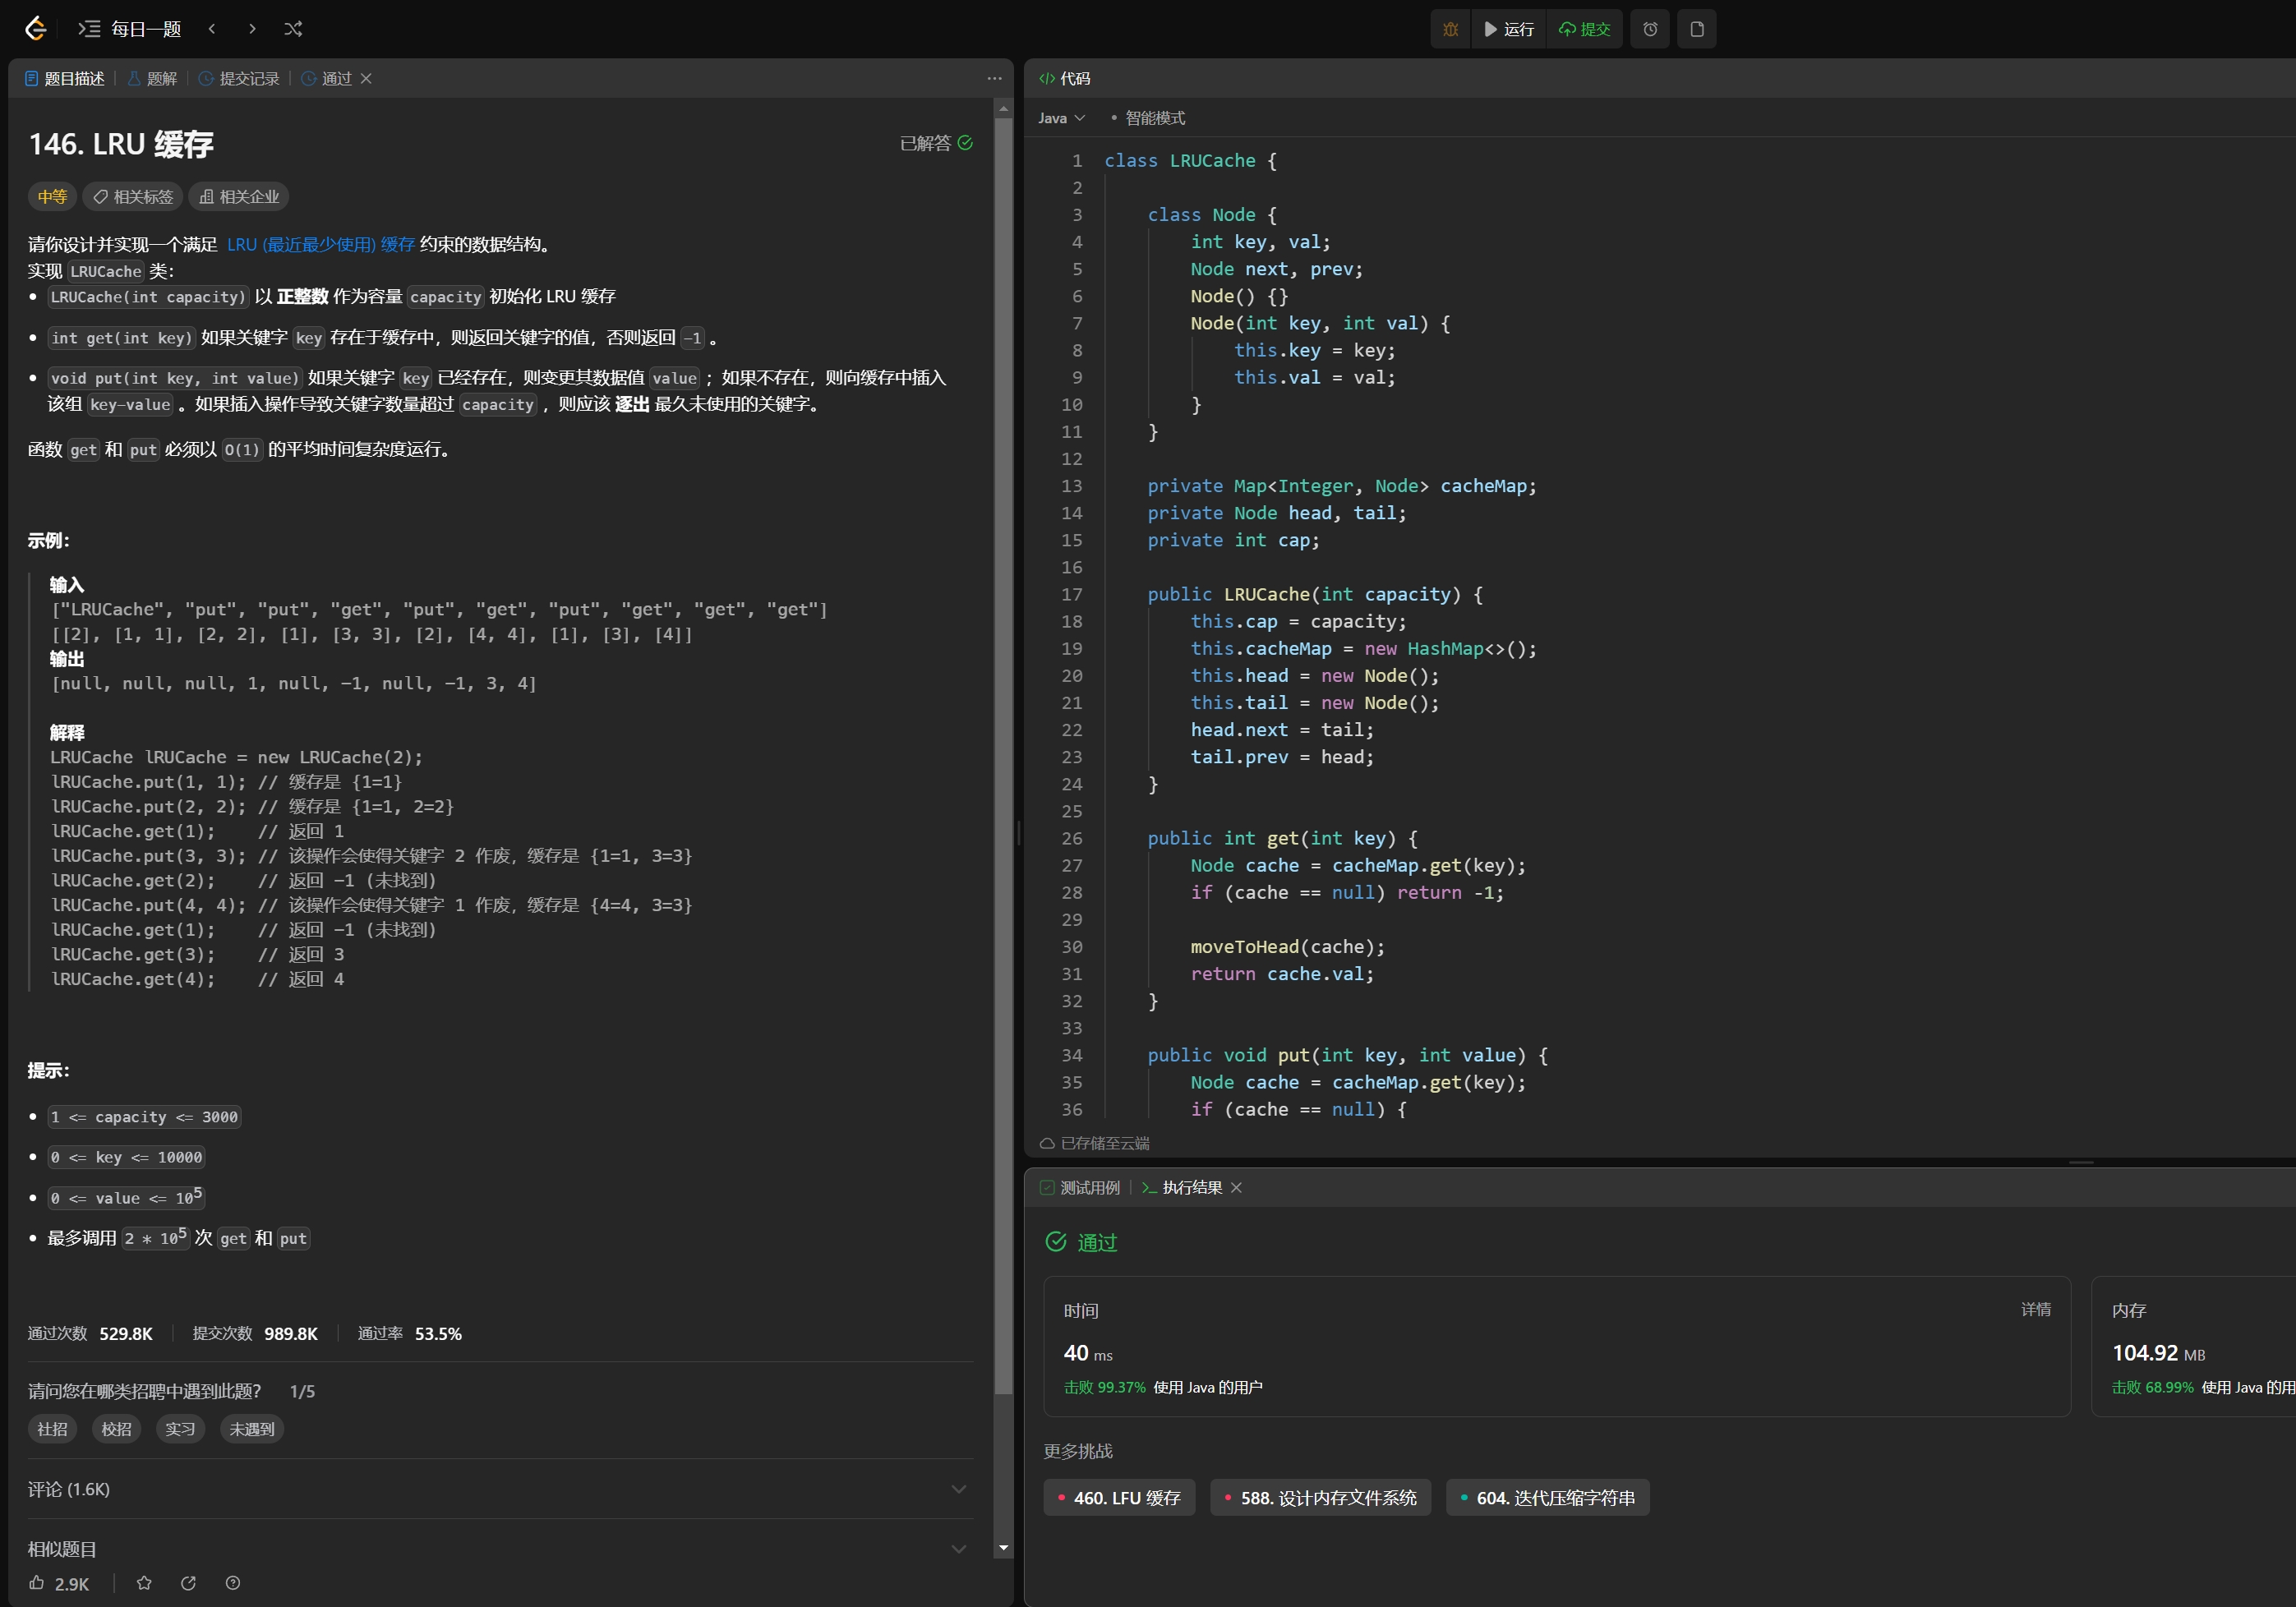 每日一题
运行
提交
题目描述
题解
提交记录
通过
146. LRU 缓存
已解答
中等
相关标签
相关企业
请你设计并实现一个满足 LRU (最近最少使用) 缓存 约束的数据结构。
实现 LRUCache 类：
LRUCache(int capacity) 以 正整数 作为容量 capacity 初始化 LRU 缓存
int get(int key) 如果关键字 key 存在于缓存中，则返回关键字的值，否则返回 -1 。
void put(int key, int value) 如果关键字 key 已经存在，则变更其数据值 value ；如果不存在，则向缓存中插入
该组 key-value 。如果插入操作导致关键字数量超过 capacity ，则应该 逐出 最久未使用的关键字。
函数 get 和 put 必须以 O(1) 的平均时间复杂度运行。
示例：
输入
["LRUCache", "put", "put", "get", "put", "get", "put", "get", "get", "get"]
[[2], [1, 1], [2, 2], [1], [3, 3], [2], [4, 4], [1], [3], [4]]
输出
[null, null, null, 1, null, -1, null, -1, 3, 4]
解释
LRUCache lRUCache = new LRUCache(2);
lRUCache.put(1, 1); // 缓存是 {1=1}
lRUCache.put(2, 2); // 缓存是 {1=1, 2=2}
lRUCache.get(1);    // 返回 1
lRUCache.put(3, 3); // 该操作会使得关键字 2 作废，缓存是 {1=1, 3=3}
lRUCache.get(2);    // 返回 -1 (未找到)
lRUCache.put(4, 4); // 该操作会使得关键字 1 作废，缓存是 {4=4, 3=3}
lRUCache.get(1);    // 返回 -1 (未找到)
lRUCache.get(3);    // 返回 3
lRUCache.get(4);    // 返回 4
提示：
1 <= capacity <= 3000
0 <= key <= 10000
0 <= value <= 10⁵
最多调用 2 * 10⁵ 次 get 和 put
通过次数 529.8K 提交次数 989.8K 通过率 53.5%
请问您在哪类招聘中遇到此题？ 1/5
社招 校招 实习 未遇到
评论 (1.6K)
相似题目
2.9K
代码
Java • 智能模式
1 class LRUCache {
2
3     class Node {
4         int key, val;
5         Node next, prev;
6         Node() {}
7         Node(int key, int val) {
8             this.key = key;
9             this.val = val;
10         }
11     }
12
13     private Map<Integer, Node> cacheMap;
14     private Node head, tail;
15     private int cap;
16
17     public LRUCache(int capacity) {
18         this.cap = capacity;
19         this.cacheMap = new HashMap<>();
20         this.head = new Node();
21         this.tail = new Node();
22         head.next = tail;
23         tail.prev = head;
24     }
25
26     public int get(int key) {
27         Node cache = cacheMap.get(key);
28         if (cache == null) return -1;
29
30         moveToHead(cache);
31         return cache.val;
32     }
33
34     public void put(int key, int value) {
35         Node cache = cacheMap.get(key);
36         if (cache == null) {
已存储至云端
测试用例
执行结果
通过
时间
详情
40 ms
击败 99.37% 使用 Java 的用户
内存
104.92 MB
击败 68.99% 使用 Java 的用
更多挑战
460. LFU 缓存
588. 设计内存文件系统
604. 迭代压缩字符串